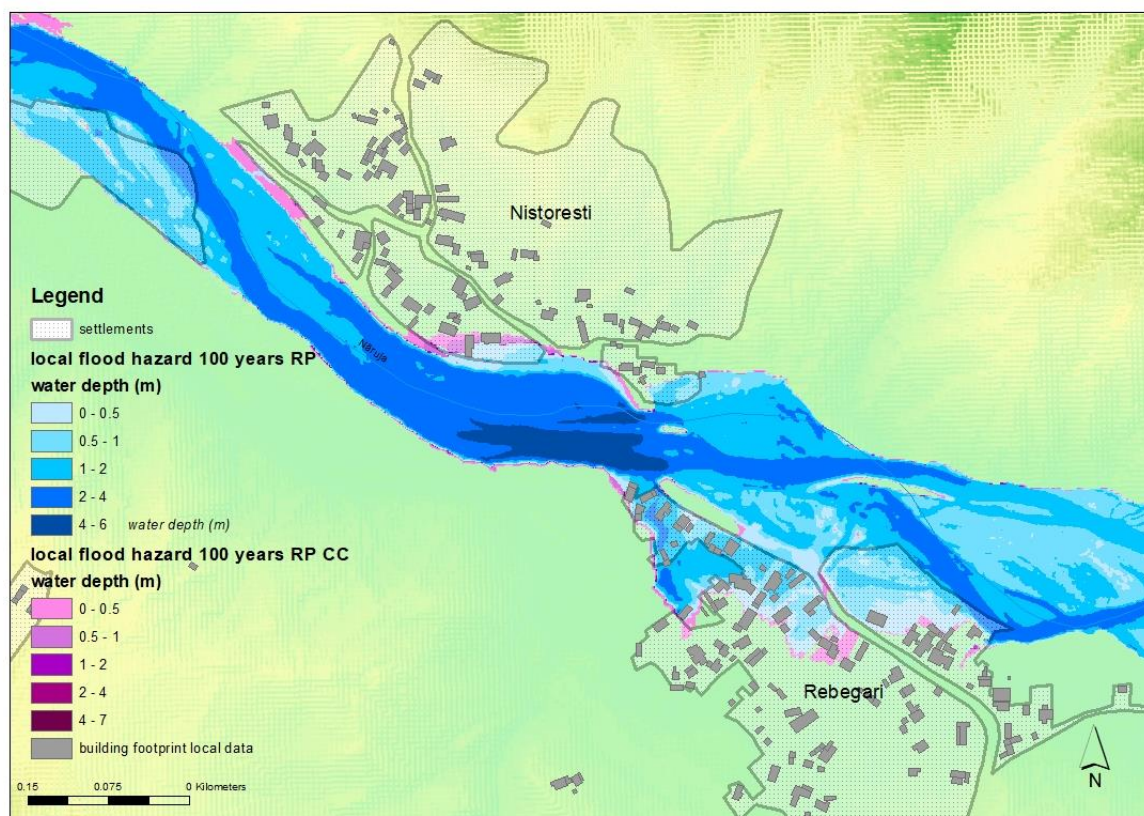 Nistoresti
Năruja
Legend
settlements
local flood hazard 100 years RP
water depth (m)
0 - 0.5
0.5 - 1
1 - 2
2 - 4
4 - 6 water depth (m)
local flood hazard 100 years RP CC
water depth (m)
0 - 0.5
0.5 - 1
1 - 2
2 - 4
4 - 7
building footprint local data
0.15 0.075 0 Kilometers
Rebegari
N